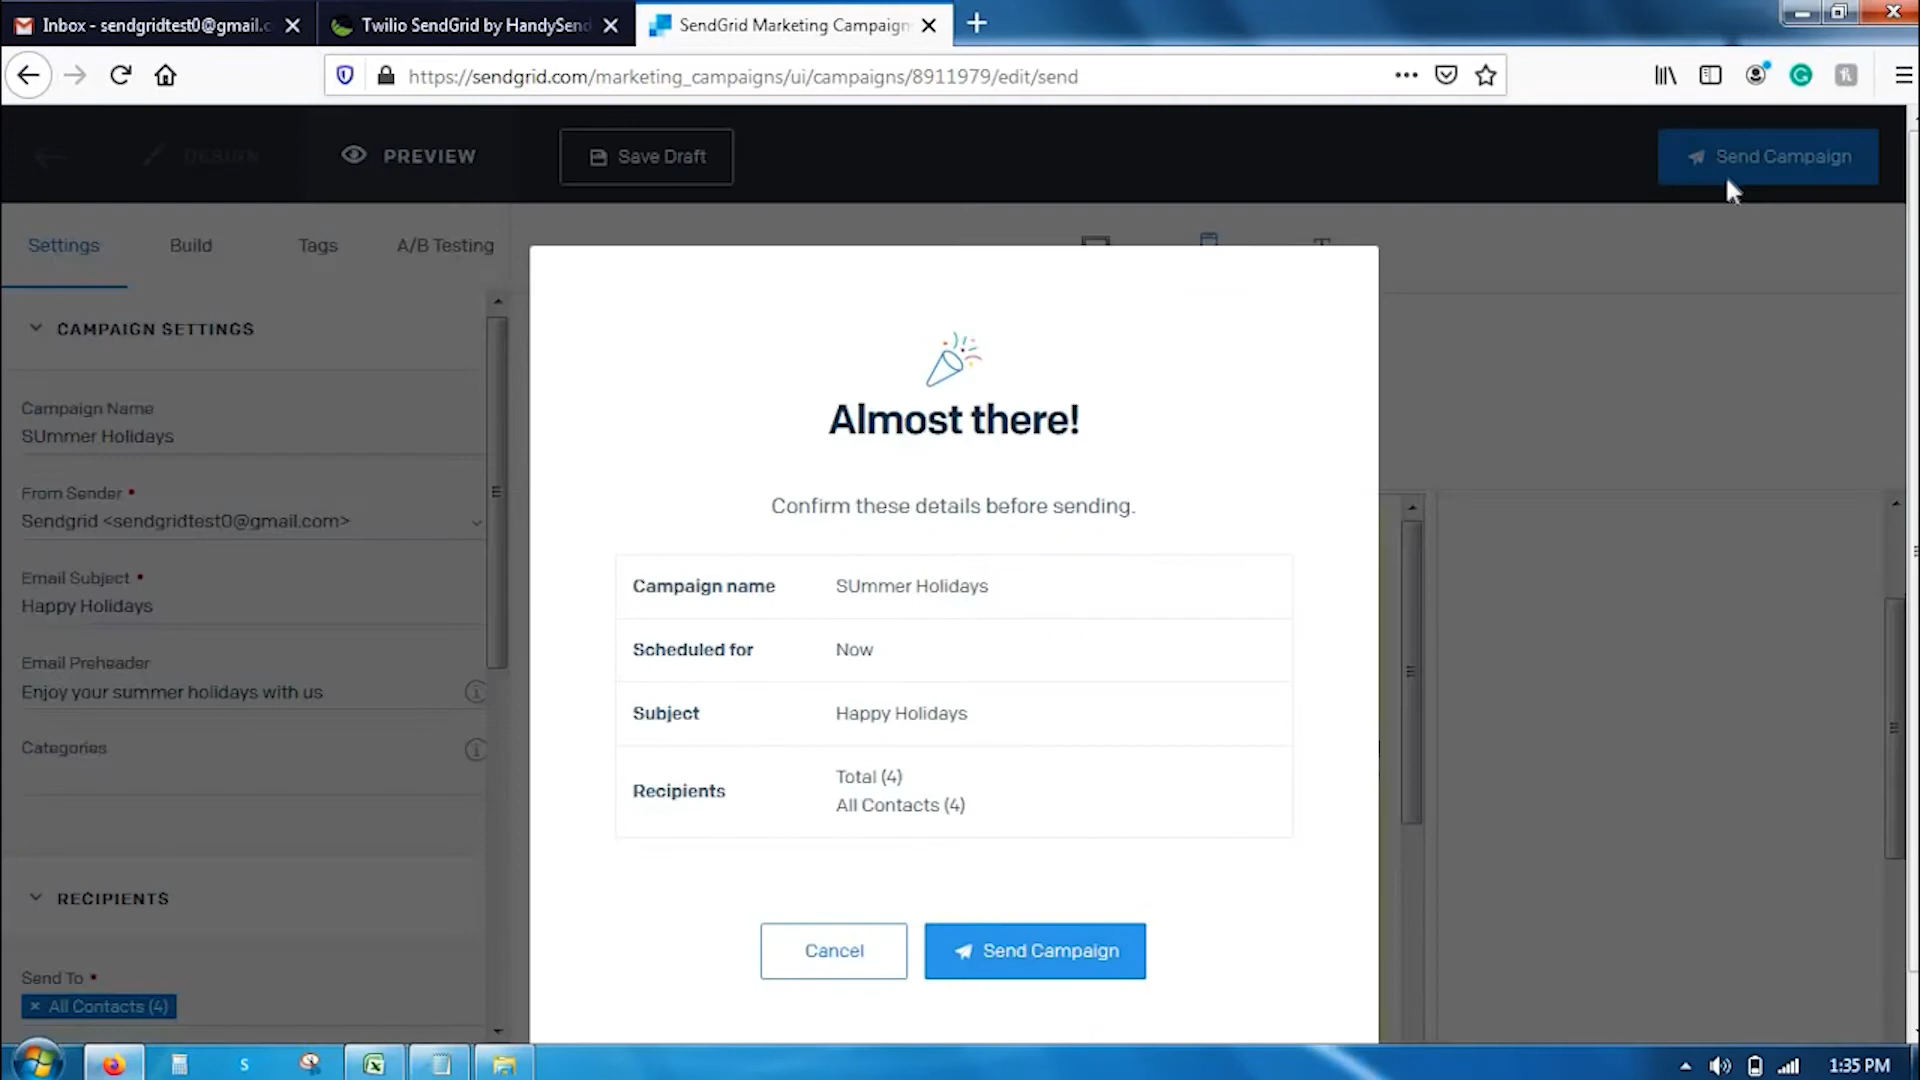 Inbox - sendgridtest0@gmail.c
Twilio SendGrid by HandySend
SendGrid Marketing Campaign
https://sendgrid.com/marketing_campaigns/ui/campaigns/8911979/edit/send
DESIGN
PREVIEW
Save Draft
Send Campaign
Settings
Build
Tags
A/B Testing
CAMPAIGN SETTINGS
Campaign Name
SUmmer Holidays
From Sender •
Sendgrid <sendgridtest0@gmail.com>
Email Subject •
Happy Holidays
Email Preheader
Enjoy your summer holidays with us
Categories
RECIPIENTS
Send To •
× All Contacts (4)
Almost there!
Confirm these details before sending.
Campaign name SUmmer Holidays
Scheduled for Now
Subject Happy Holidays
Recipients Total (4)
All Contacts (4)
Cancel
Send Campaign
1:35 PM